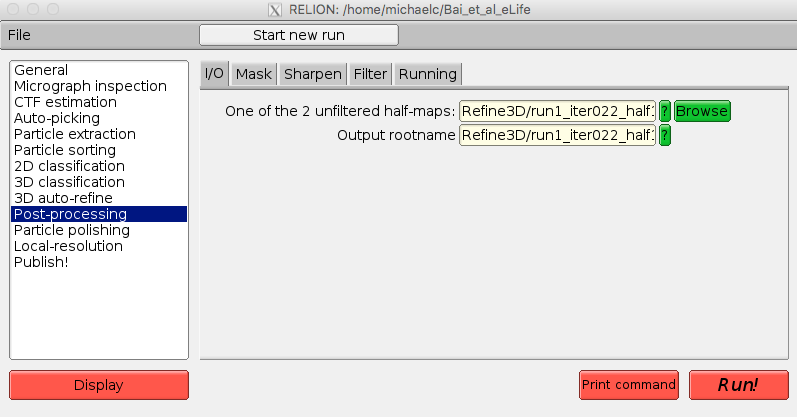 RELION: /home/michaelc/Bai_et_al_eLife
File
Start new run
General
Micrograph inspection
CTF estimation
Auto-picking
Particle extraction
Particle sorting
2D classification
3D classification
3D auto-refine
Post-processing
Particle polishing
Local-resolution
Publish!
I/O Mask Sharpen Filter Running
One of the 2 unfiltered half-maps: Refine3D/run1_iter022_half1 ? Browse
Output rootname Refine3D/run1_iter022_half1 ?
Display
Print command
Run!